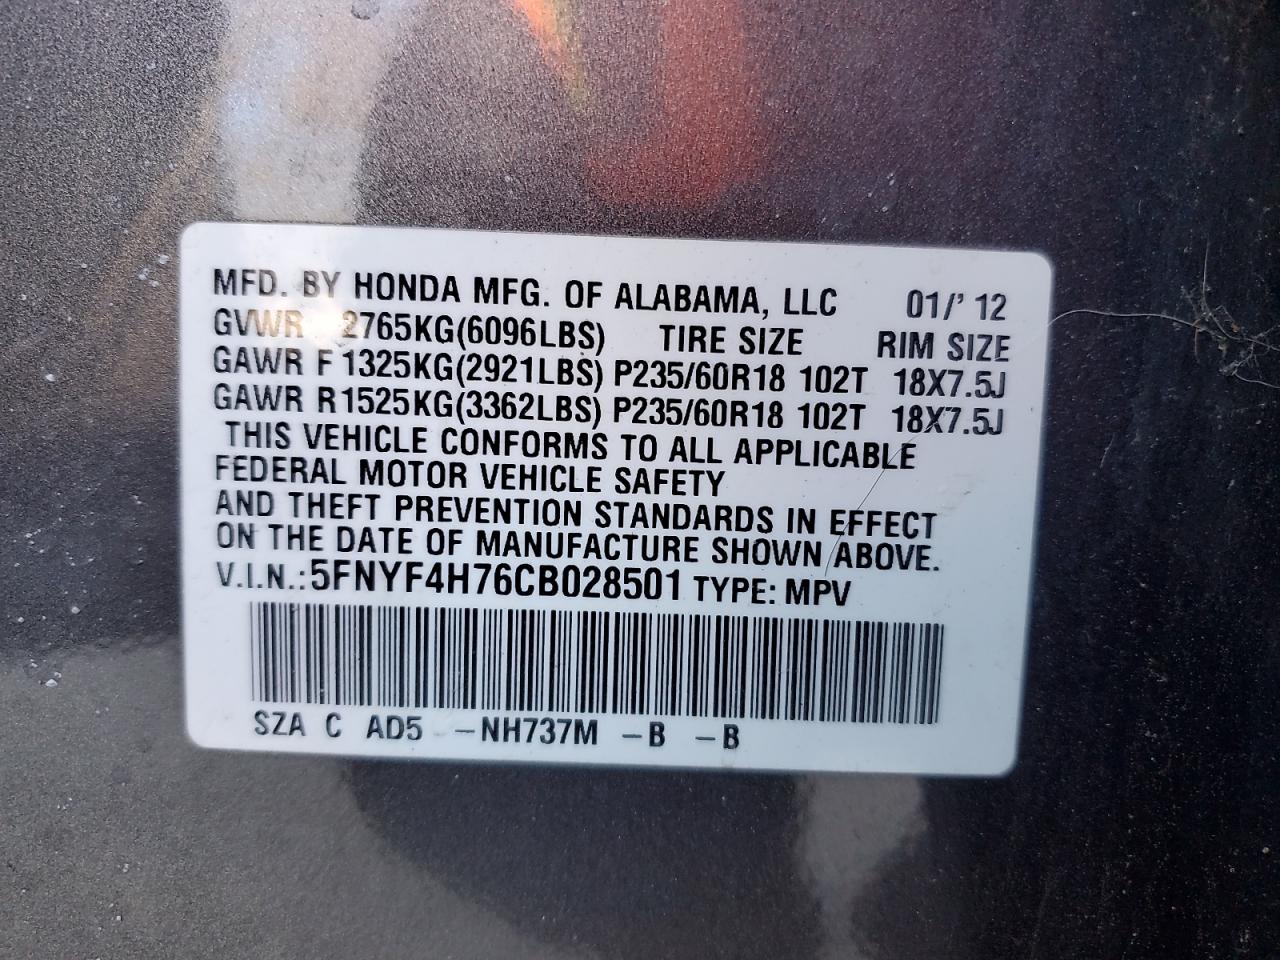 MFD. BY HONDA MFG. OF ALABAMA, LLC 01/' 12
GVWR 2765KG(6096LBS) TIRE SIZE RIM SIZE
GAWR F 1325KG(2921LBS) P235/60R18 102T 18X7.5J
GAWR R1525KG(3362LBS) P235/60R18 102T 18X7.5J
THIS VEHICLE CONFORMS TO ALL APPLICABLE
FEDERAL MOTOR VEHICLE SAFETY
AND THEFT PREVENTION STANDARDS IN EFFECT
ON THE DATE OF MANUFACTURE SHOWN ABOVE.
V.I.N.:5FNYF4H76CB028501 TYPE: MPV
SZA C AD5 -NH737M -B -B